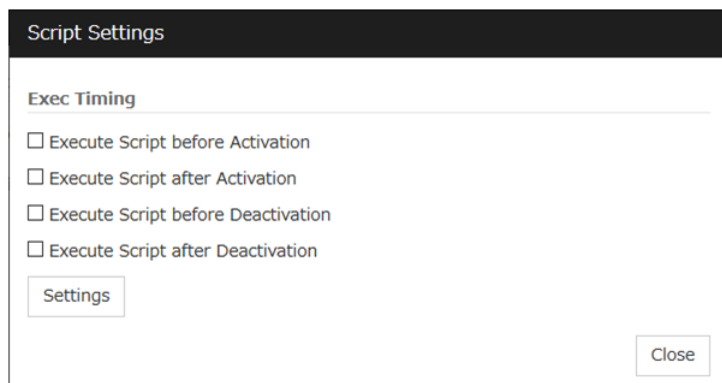 Script Settings
Exec Timing
Execute Script before Activation
Execute Script after Activation
Execute Script before Deactivation
Execute Script after Deactivation
Settings
Close